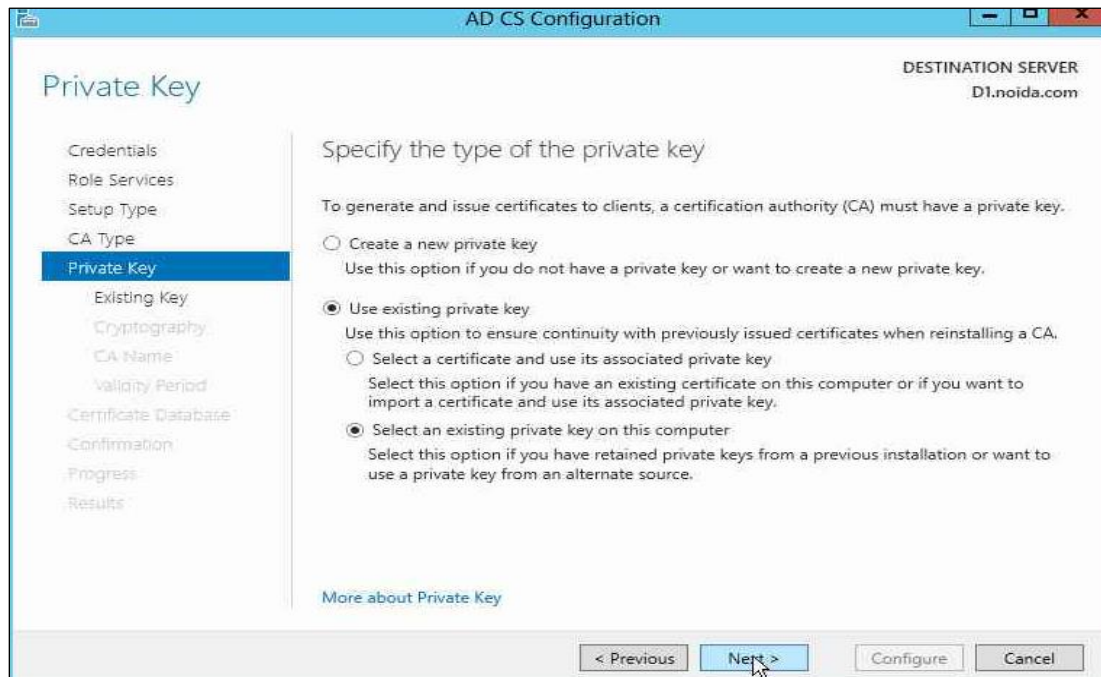 AD CS Configuration
DESTINATION SERVER
D1.noida.com
Private Key
Credentials
Role Services
Setup Type
CA Type
Private Key
Existing Key
Cryptography
CA Name
Validity Period
Certificate Database
Confirmation
Progress
Results
Specify the type of the private key
To generate and issue certificates to clients, a certification authority (CA) must have a private key.
Create a new private key
Use this option if you do not have a private key or want to create a new private key.
Use existing private key
Use this option to ensure continuity with previously issued certificates when reinstalling a CA.
Select a certificate and use its associated private key
Select this option if you have an existing certificate on this computer or if you want to
import a certificate and use its associated private key.
Select an existing private key on this computer
Select this option if you have retained private keys from a previous installation or want to
use a private key from an alternate source.
More about Private Key
< Previous
Next >
Configure
Cancel